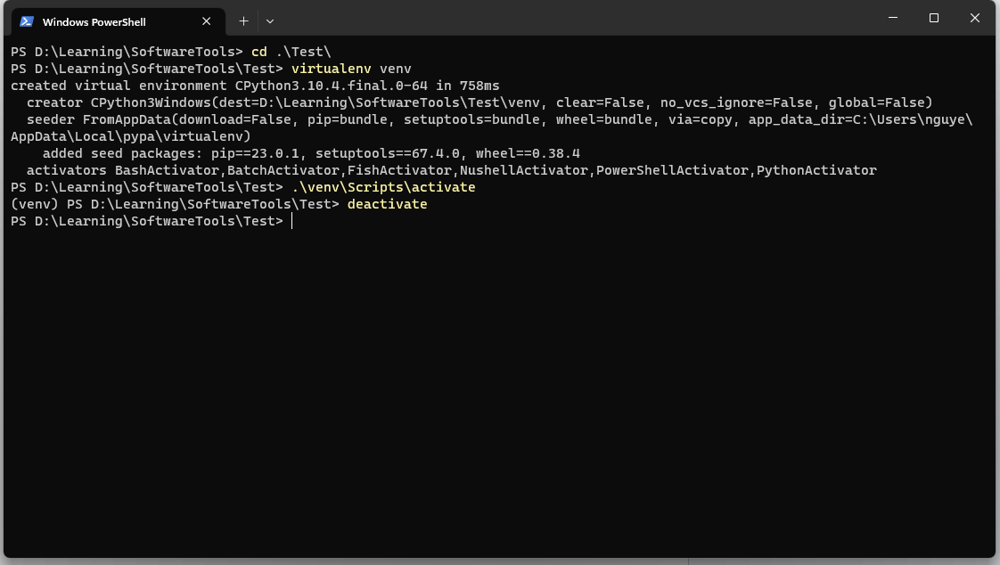 Windows PowerShell
PS D:\Learning\SoftwareTools> cd .\Test\
PS D:\Learning\SoftwareTools\Test> virtualenv venv
created virtual environment CPython3.10.4.final.0-64 in 758ms
  creator CPython3Windows(dest=D:\Learning\SoftwareTools\Test\venv, clear=False, no_vcs_ignore=False, global=False)
  seeder FromAppData(download=False, pip=bundle, setuptools=bundle, wheel=bundle, via=copy, app_data_dir=C:\Users\nguye\
AppData\Local\pypa\virtualenv)
    added seed packages: pip==23.0.1, setuptools==67.4.0, wheel==0.38.4
  activators BashActivator,BatchActivator,FishActivator,NushellActivator,PowerShellActivator,PythonActivator
PS D:\Learning\SoftwareTools\Test> .\venv\Scripts\activate
(venv) PS D:\Learning\SoftwareTools\Test> deactivate
PS D:\Learning\SoftwareTools\Test>